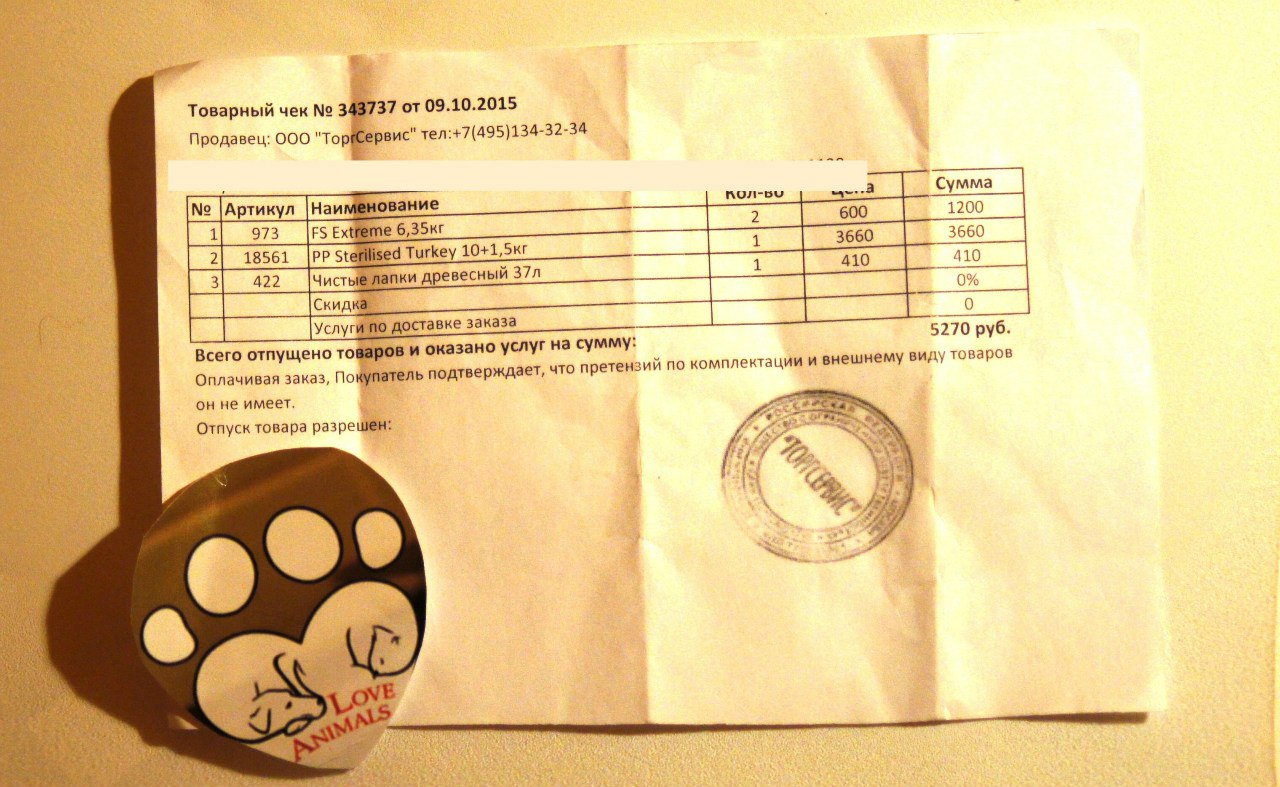 Товарный чек № 343737 от 09.10.2015
Продавец: ООО "ТоргСервис" тел:+7(495)134-32-34
№ Артикул Наименование Кол-во Цена Сумма
1 973 FS Extreme 6,35кг 2 600 1200
2 18561 PP Sterilised Turkey 10+1,5кг 1 3660 3660
3 422 Чистые лапки древесный 37л 1 410 410
Скидка 0%
Услуги по доставке заказа 0
Всего отпущено товаров и оказано услуг на сумму: 5270 руб.
Оплачивая заказ, Покупатель подтверждает, что претензий по комплектации и внешнему виду товаров
он не имеет.
Отпуск товара разрешен:
РОССИЙСКАЯ ФЕДЕРАЦИЯ
"ТОРГСЕРВИС"
LOVE
ANIMALS